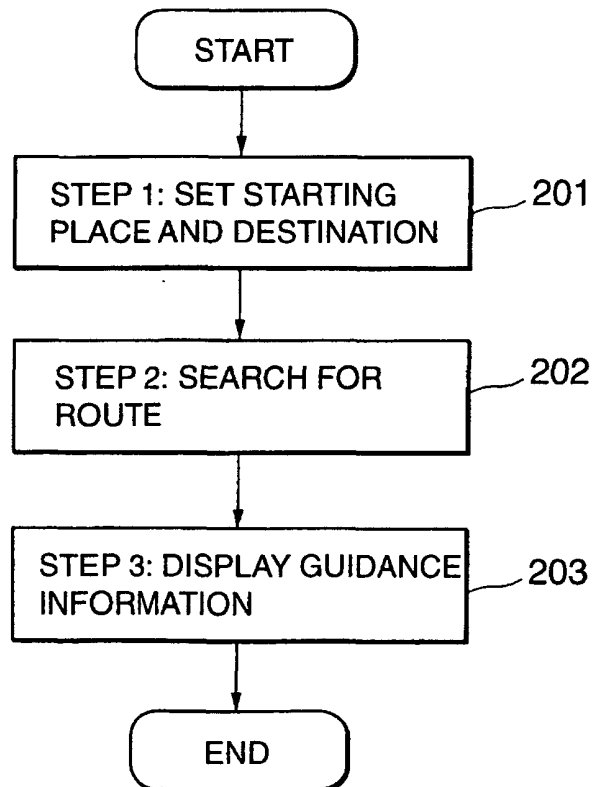 START
STEP 1: SET STARTING
PLACE AND DESTINATION
201
STEP 2: SEARCH FOR
ROUTE
202
STEP 3: DISPLAY GUIDANCE
INFORMATION
203
END